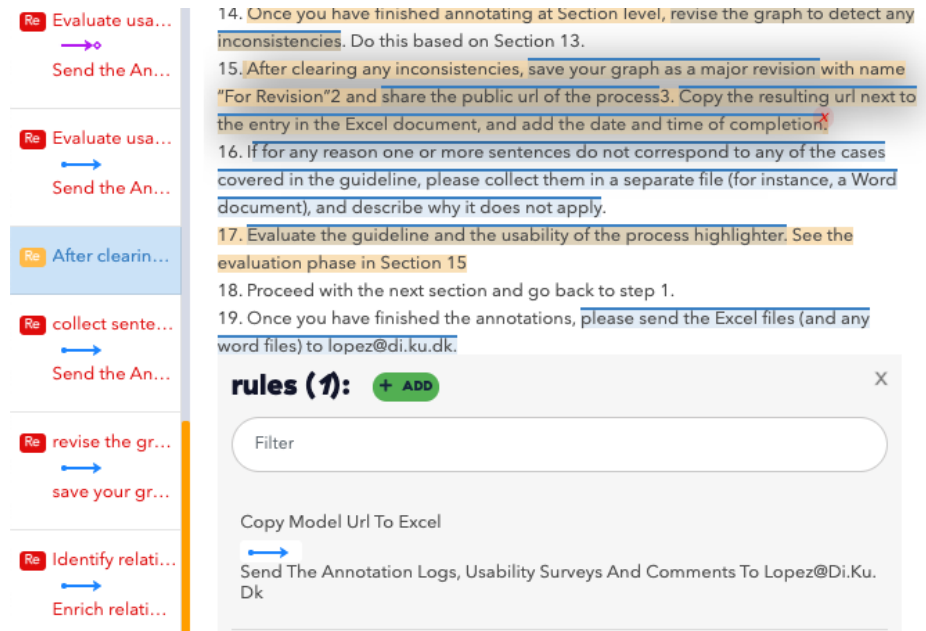 Re Evaluate usa...
Send the An...
Re Evaluate usa...
Send the An...
Re After clearin...
Re collect sente...
Send the An...
Re revise the gr...
save your gr...
Re Identify relati...
Enrich relati...
14. Once you have finished annotating at Section level, revise the graph to detect any
inconsistencies. Do this based on Section 13.
15. After clearing any inconsistencies, save your graph as a major revision with name
"For Revision"2 and share the public url of the process3. Copy the resulting url next to
the entry in the Excel document, and add the date and time of completion. x
16. If for any reason one or more sentences do not correspond to any of the cases
covered in the guideline, please collect them in a separate file (for instance, a Word
document), and describe why it does not apply.
17. Evaluate the guideline and the usability of the process highlighter. See the
evaluation phase in Section 15
18. Proceed with the next section and go back to step 1.
19. Once you have finished the annotations, please send the Excel files (and any
word files) to lopez@di.ku.dk.
rules (1): + ADD X
Filter
Copy Model Url To Excel
Send The Annotation Logs, Usability Surveys And Comments To Lopez@Di.Ku.
Dk